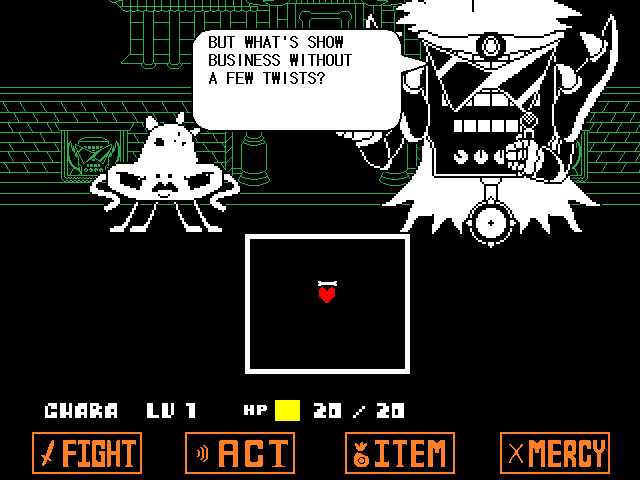 BUT WHAT'S SHOW
BUSINESS WITHOUT
A FEW TWISTS?
CHARA LV 1 HP 20 / 20
FIGHT ACT ITEM MERCY